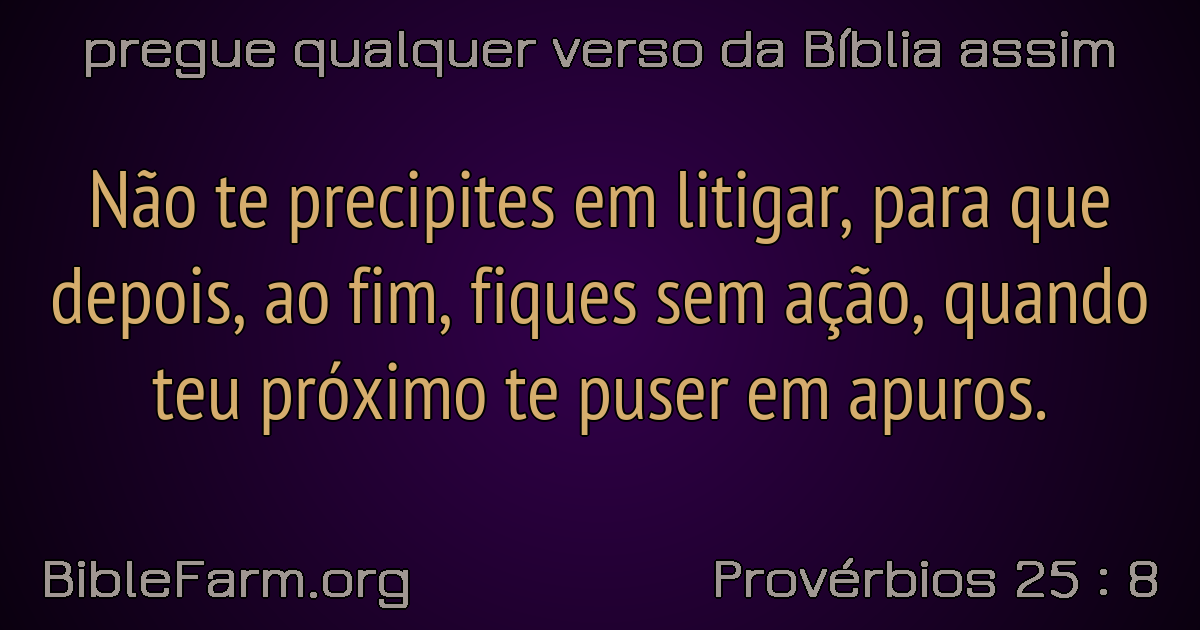 pregue qualquer verso da Bíblia assim
Não te precipites em litigar, para que
depois, ao fim, fiques sem ação, quando
teu próximo te puser em apuros.
BibleFarm.org
Provérbios 25 : 8